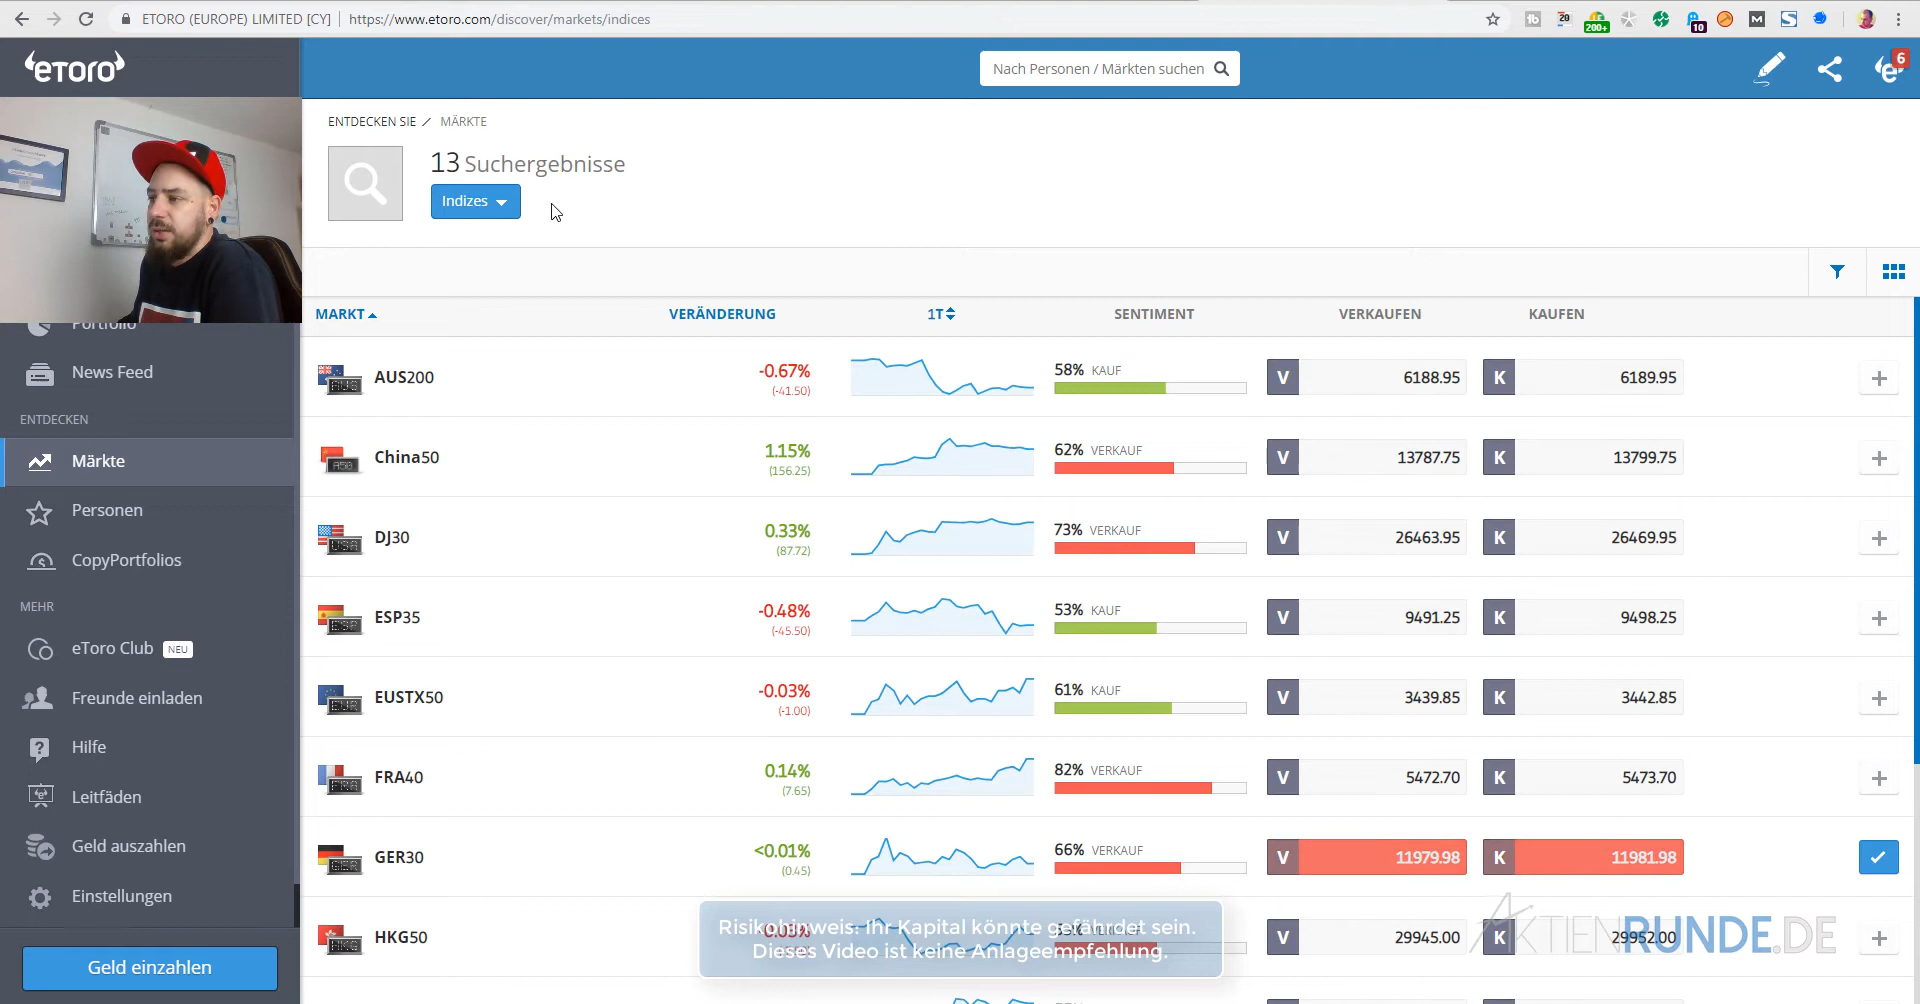 ETORO (EUROPE) LIMITED [CY] | https://www.etoro.com/discover/markets/indices
20
200+
10
eToro
Nach Personen / Märkten suchen
6
ENTDECKEN SIE / MÄRKTE
13 Suchergebnisse
Indizes
MARKT VERÄNDERUNG 1T SENTIMENT VERKAUFEN KAUFEN
Portfolio
News Feed
ENTDECKEN
Märkte
Personen
CopyPortfolios
MEHR
eToro Club NEU
Freunde einladen
Hilfe
Leitfäden
Geld auszahlen
Einstellungen
Geld einzahlen
AUS200 -0.67% (-41.50) 58% KAUF V 6188.95 K 6189.95
China50 1.15% (156.25) 62% VERKAUF V 13787.75 K 13799.75
DJ30 0.33% (87.72) 73% VERKAUF V 26463.95 K 26469.95
ESP35 -0.48% (-45.50) 53% KAUF V 9491.25 K 9498.25
EUSTX50 -0.03% (-1.00) 61% KAUF V 3439.85 K 3442.85
FRA40 0.14% (7.65) 82% VERKAUF V 5472.70 K 5473.70
GER30 <0.01% (0.45) 66% VERKAUF V 11979.98 K 11981.98
HKG50 V 29945.00 K 29952.00
Risikohinweis: Ihr Kapital könnte gefährdet sein.
Dieses Video ist keine Anlageempfehlung.
AKTIENRUNDE.DE